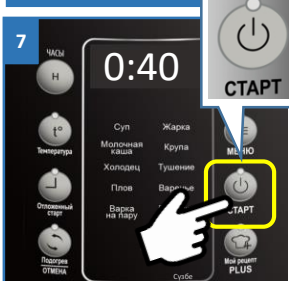 7
ЧАСЫ
Н
0:40
СТАРТ
t°
Температура
Суп
Жарка
МЕНЮ
Молочная
каша
Крупа
Холодец
Тушение
Отложенный
старт
Плов
Варенье
СТАРТ
Варка
на пару
Подогрев
ОТМЕНА
Мой рецепт
PLUS
Сузбе